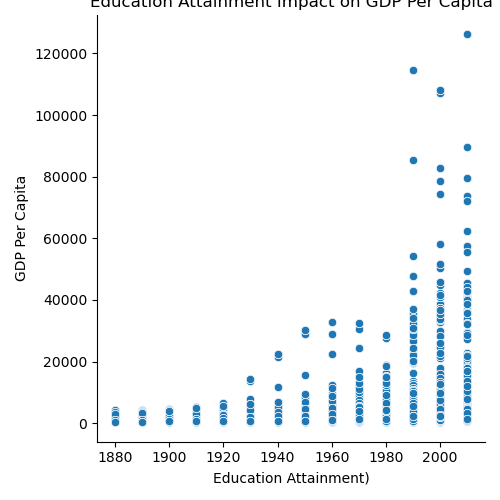 Education Attainment Impact on GDP Per Capita
120000
100000
80000
60000
40000
20000
0
GDP Per Capita
1880 1900 1920 1940 1960 1980 2000
Education Attainment)